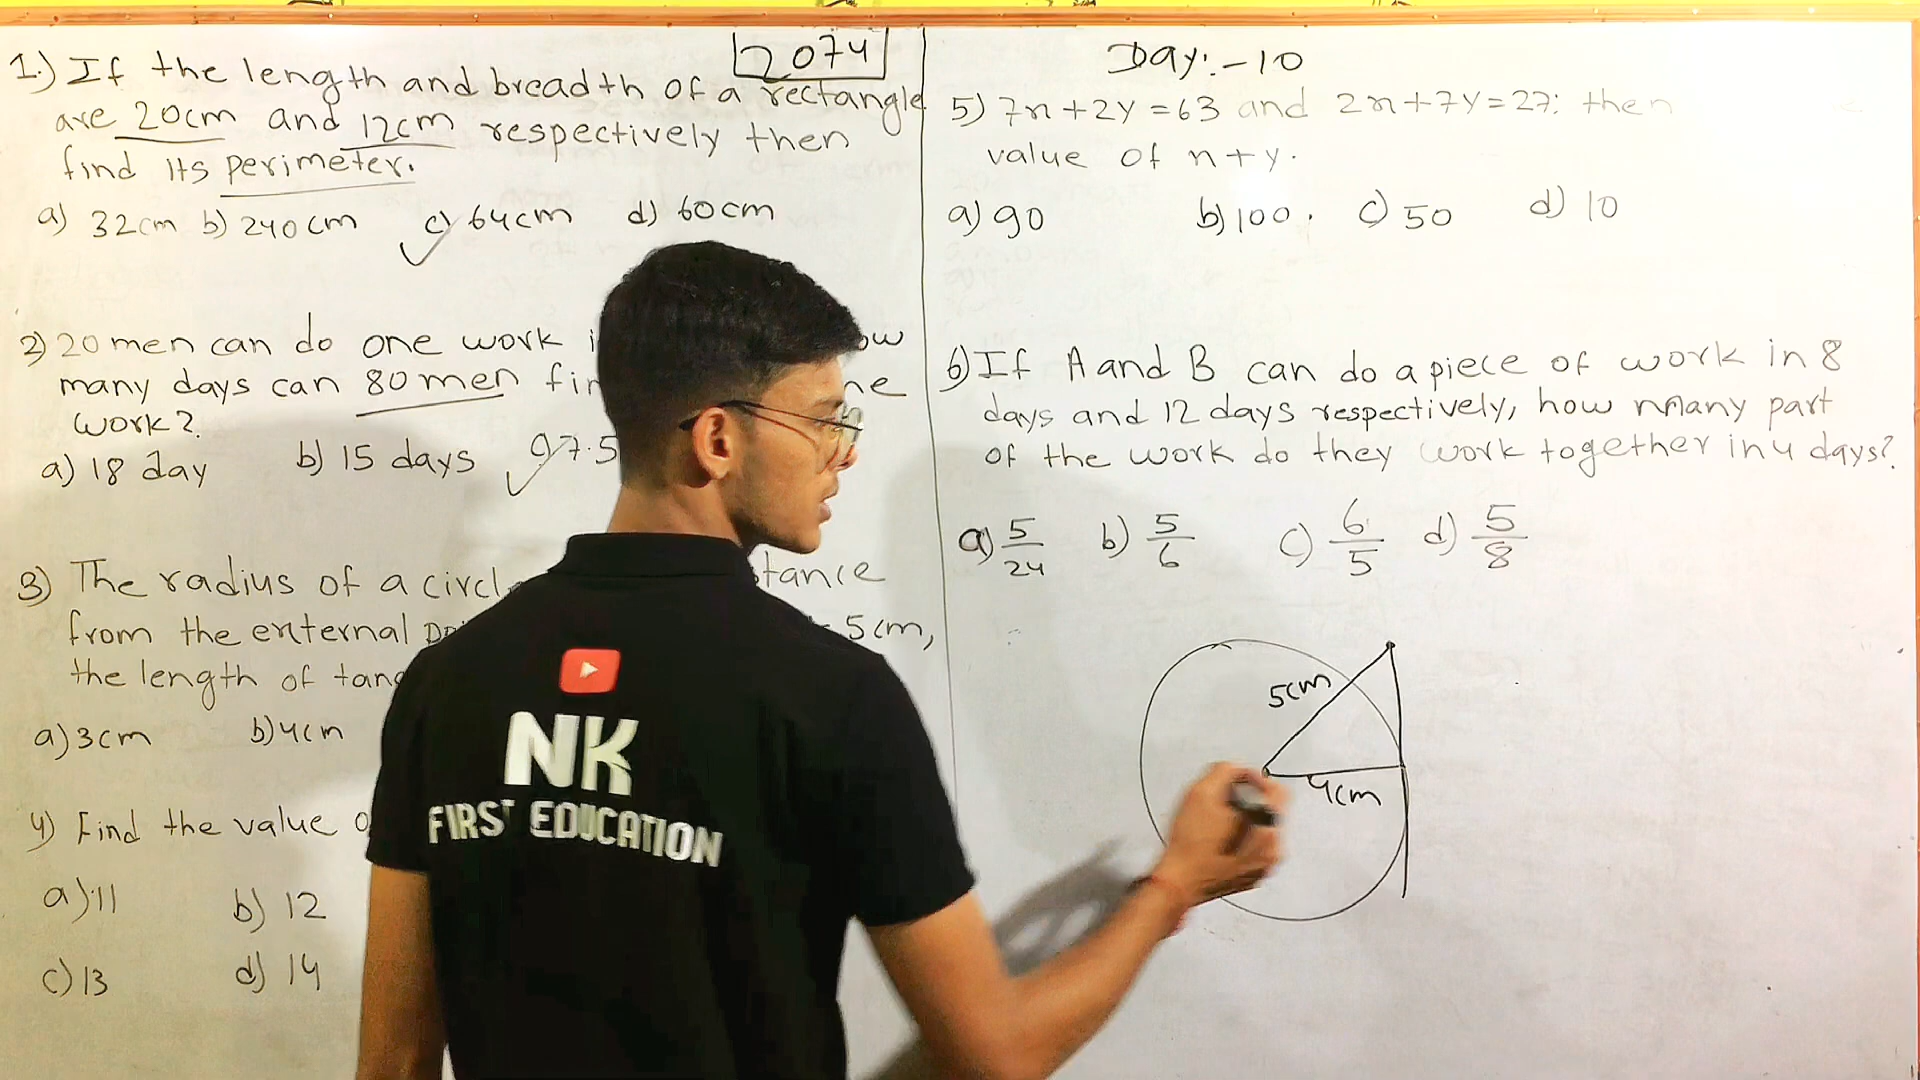 2074
1.) If the length and breadth of a rectangle
are 20cm and 12cm respectively then
find its perimeter.
a) 32cm b) 240cm c) 64cm d) 60cm
2) 20 men can do one work
many days can 80 men
work?
a) 18 day b) 15 days 7.5
3) The radius of a
from the external 5cm,
the length of
a) 3cm b) 4cm
4) Find the value
a) 11 b) 12
c) 13 d) 14
Day:-10
5) 7x+2y=63 and 2x+7y=27: then
value of x+y.
a) 90 b) 100. c) 50 d) 10
6) If A and B can do a piece of work in 8
days and 12 days respectively, how many part
of the work do they work together in 4 days?
a) 5/24 b) 5/6 c) 6/5 d) 5/8
5cm
4cm
NK
FIRST EDUCATION